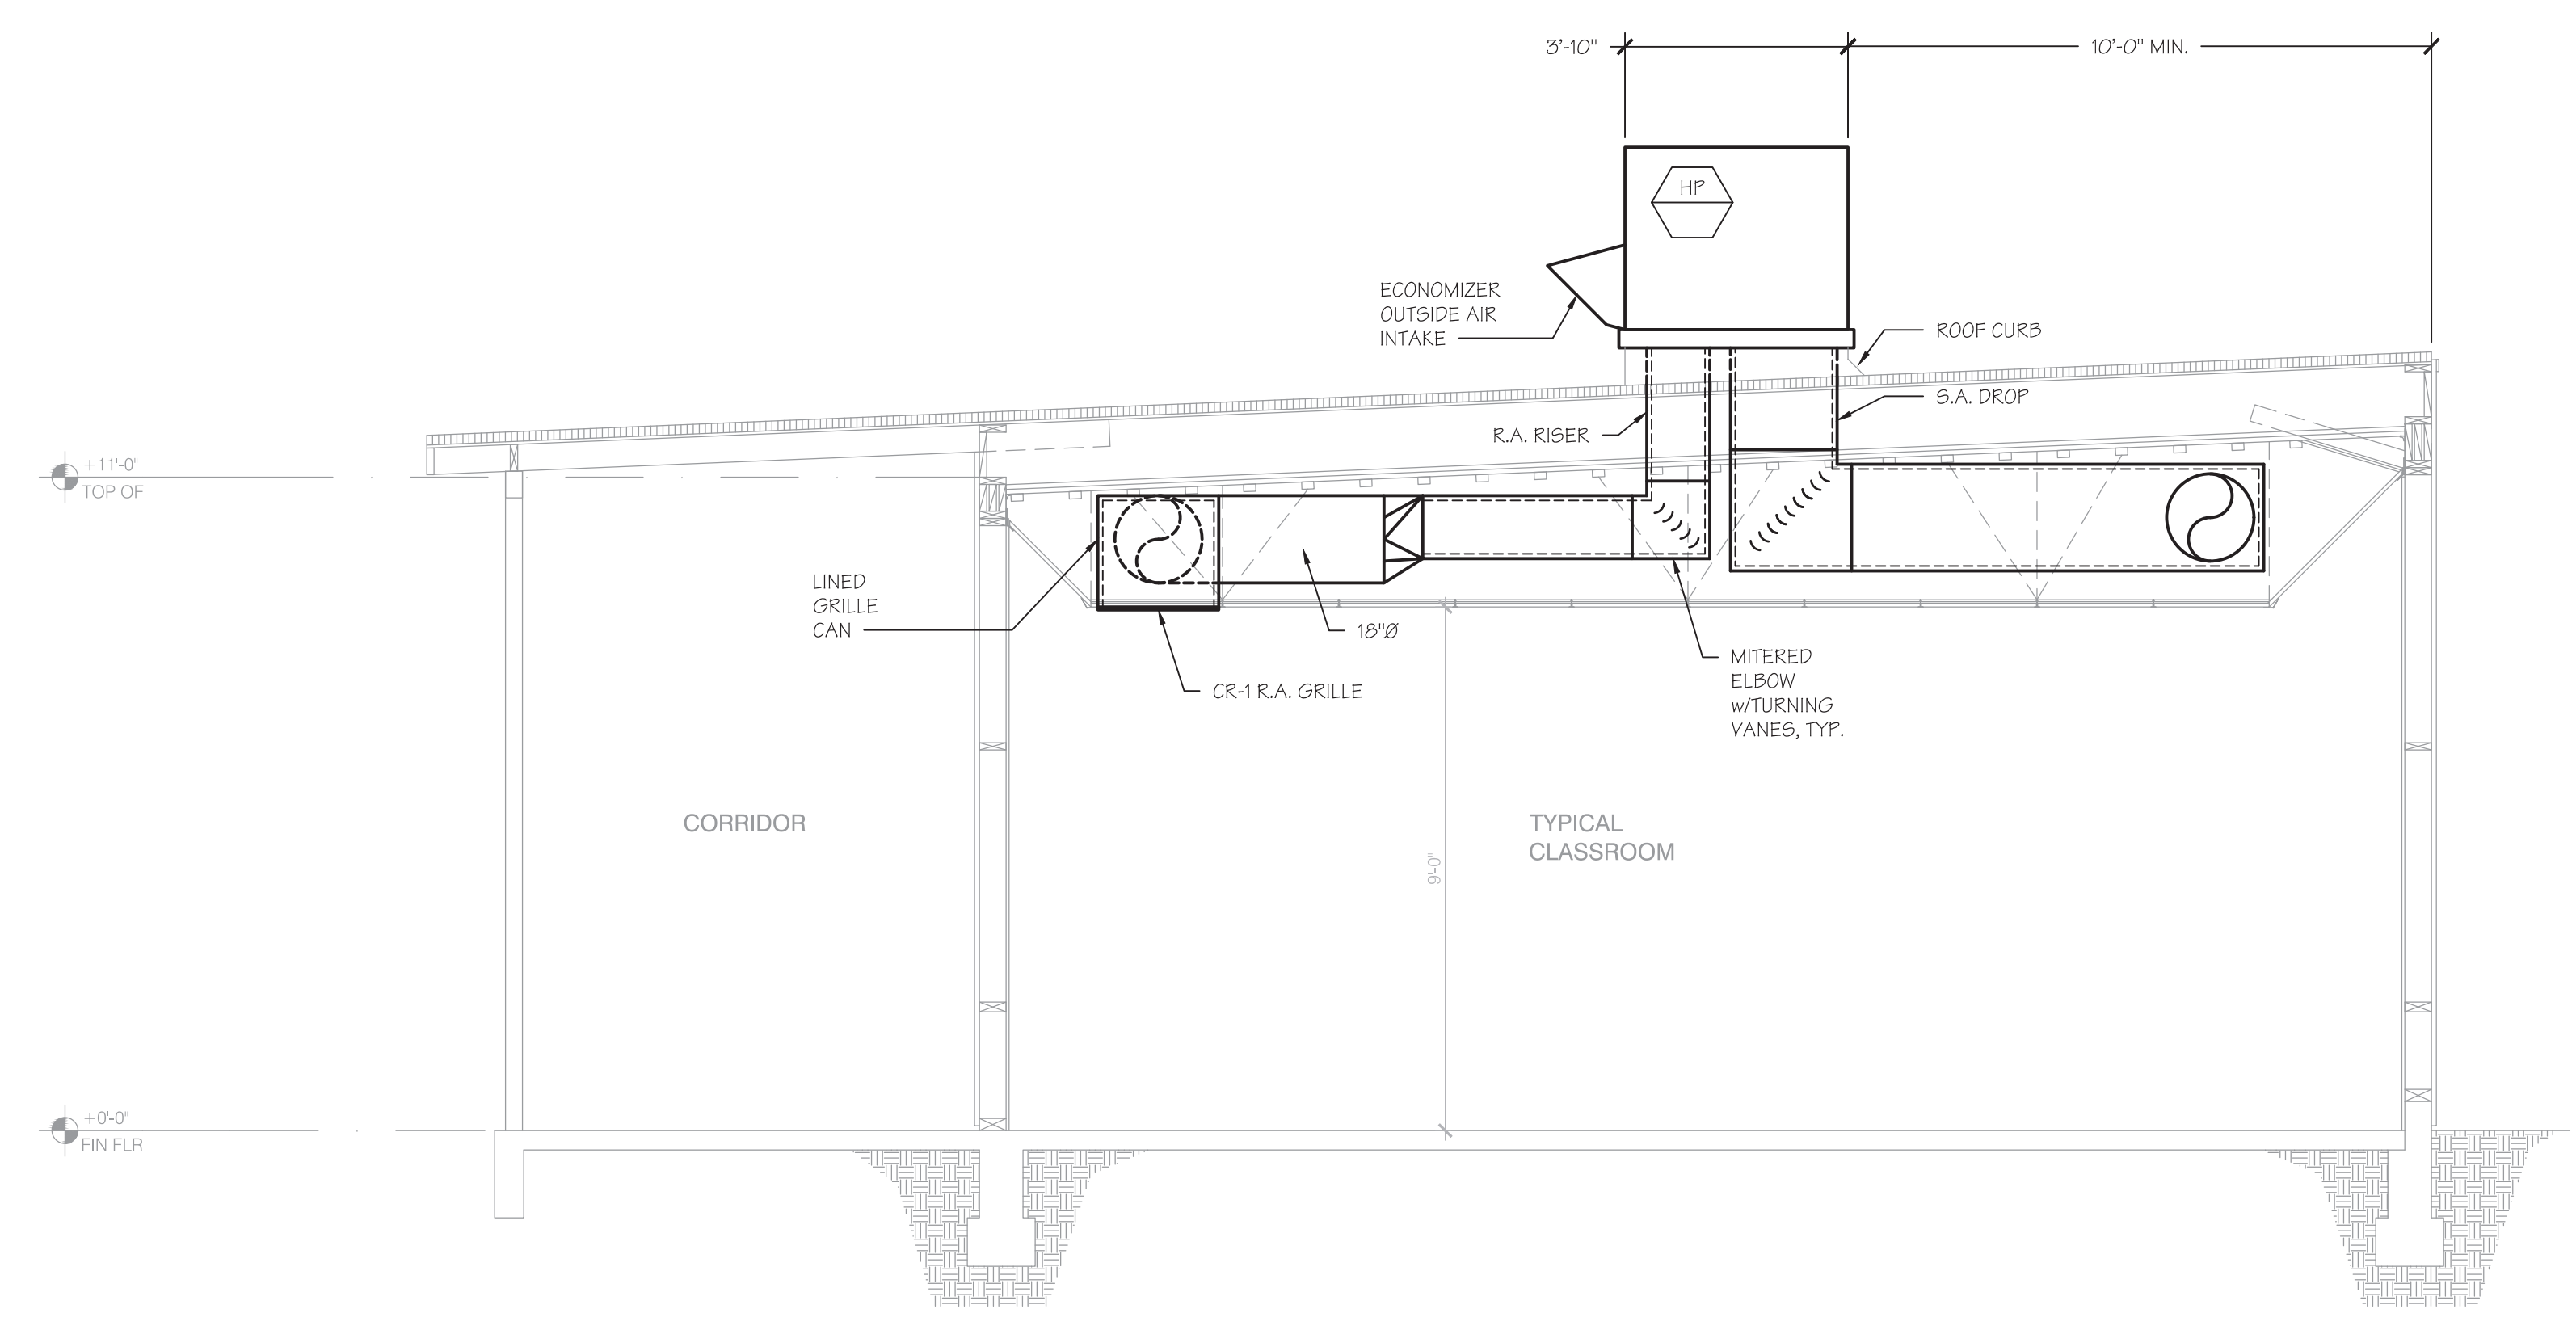 3'-10"
10'-0" MIN.
HP
ECONOMIZER
OUTSIDE AIR
INTAKE
ROOF CURB
S.A. DROP
R.A. RISER
+11'-0"
TOP OF
LINED
GRILLE
CAN
18"Ø
CR-1 R.A. GRILLE
MITERED
ELBOW
w/TURNING
VANES, TYP.
CORRIDOR
TYPICAL
CLASSROOM
9'-0"
+0'-0"
FIN FLR